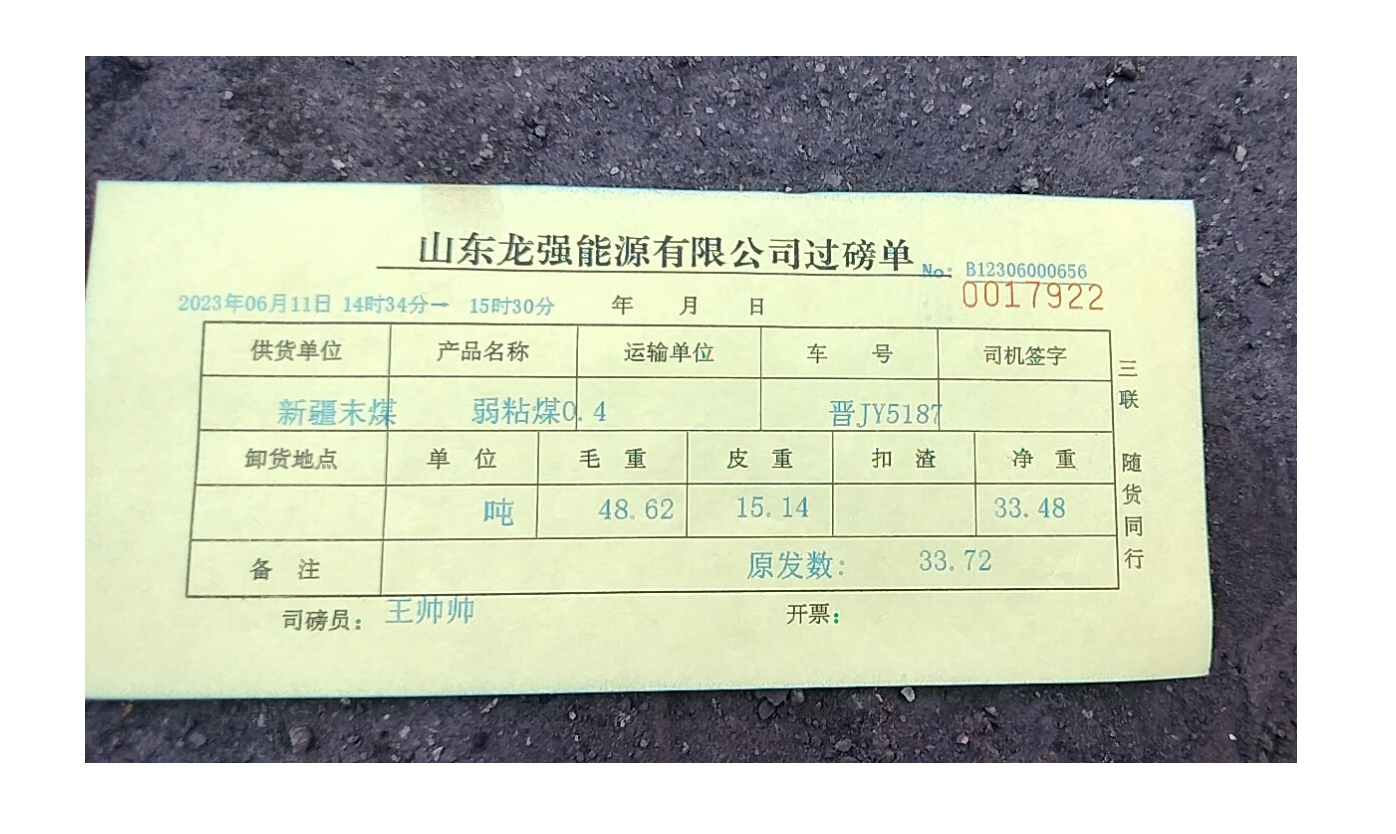 山东龙强能源有限公司过磅单 No: B12306000656
0017922
2023年06月11日 14时34分— 15时30分 年 月 日
供货单位 产品名称 运输单位 车 号 司机签字
新疆末煤 弱粘煤0.4 晋JY5187
卸货地点 单 位 毛 重 皮 重 扣 渣 净 重
吨 48.62 15.14 33.48
备 注 原发数: 33.72
司磅员: 王帅帅 开票:
三联 随货同行